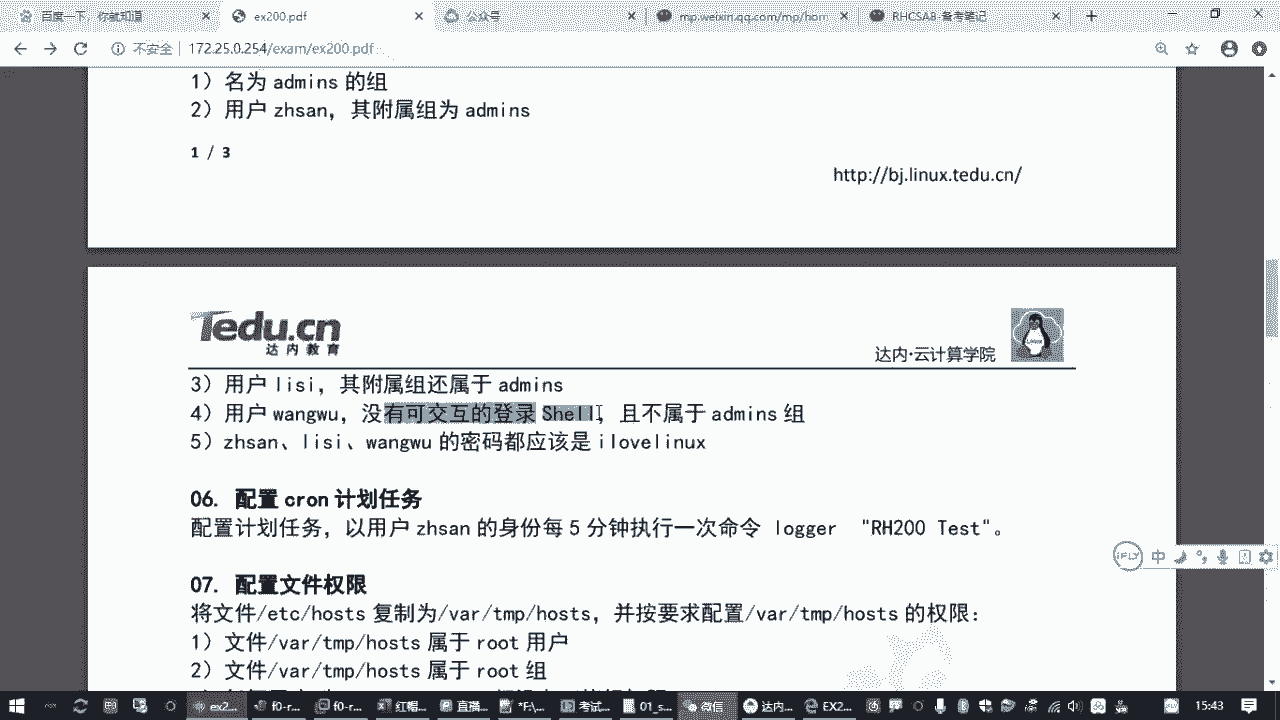 百度一下，你就知道
ex200.pdf
公众号
mp.weixin.qq.com/mp/hom
RHCSA8-备考笔记
不安全 172.25.0.254/exam/ex200.pdf
1）名为 admins 的组
2）用户 zhsan，其附属组为 admins
1 / 3
http://bj.linux.tedu.cn/
Tedu.cn
达内教育
达内·云计算学院
3）用户 lisi，其附属组还属于 admins
4）用户 wangwu，没有可交互的登录 Shell，且不属于 admins 组
5）zhsan、lisi、wangwu 的密码都应该是 ilovelinux
06. 配置 cron 计划任务
配置计划任务，以用户 zhsan 的身份每 5 分钟执行一次命令 logger "RH200 Test"。
07. 配置文件权限
将文件/etc/hosts 复制为/var/tmp/hosts，并按要求配置/var/tmp/hosts 的权限：
1）文件/var/tmp/hosts 属于 root 用户
2）文件/var/tmp/hosts 属于 root 组
iFLY 中
ex2...
f0-r...
f0-r...
红帽...
直播...
*E\...
考试...
01_s...
微信
达内...
EX2...
15:43